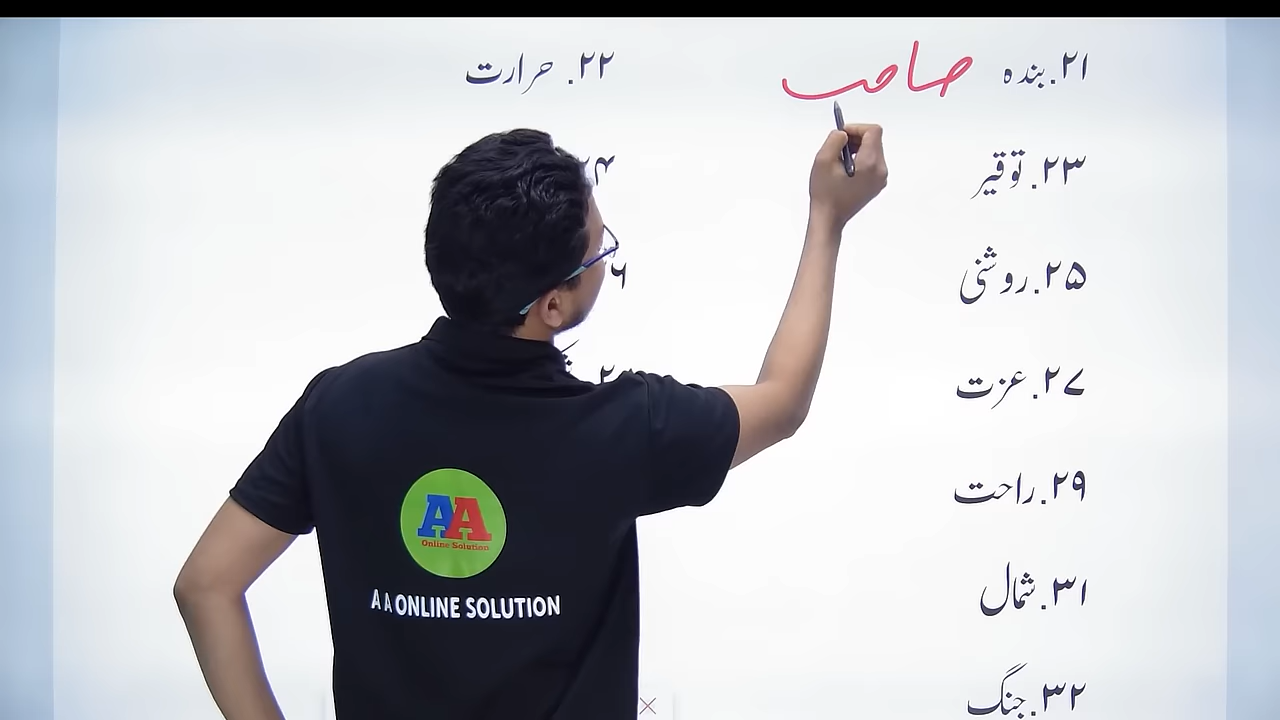 ۲۱. بندہ صاحب ۲۲. حرارت
۲۳. توقیر
۲۵. روشنی
۲۷. عزت
۲۹. راحت
۳۱. شمال
۳۲. جنگ
AA
Online Solution
A A ONLINE SOLUTION